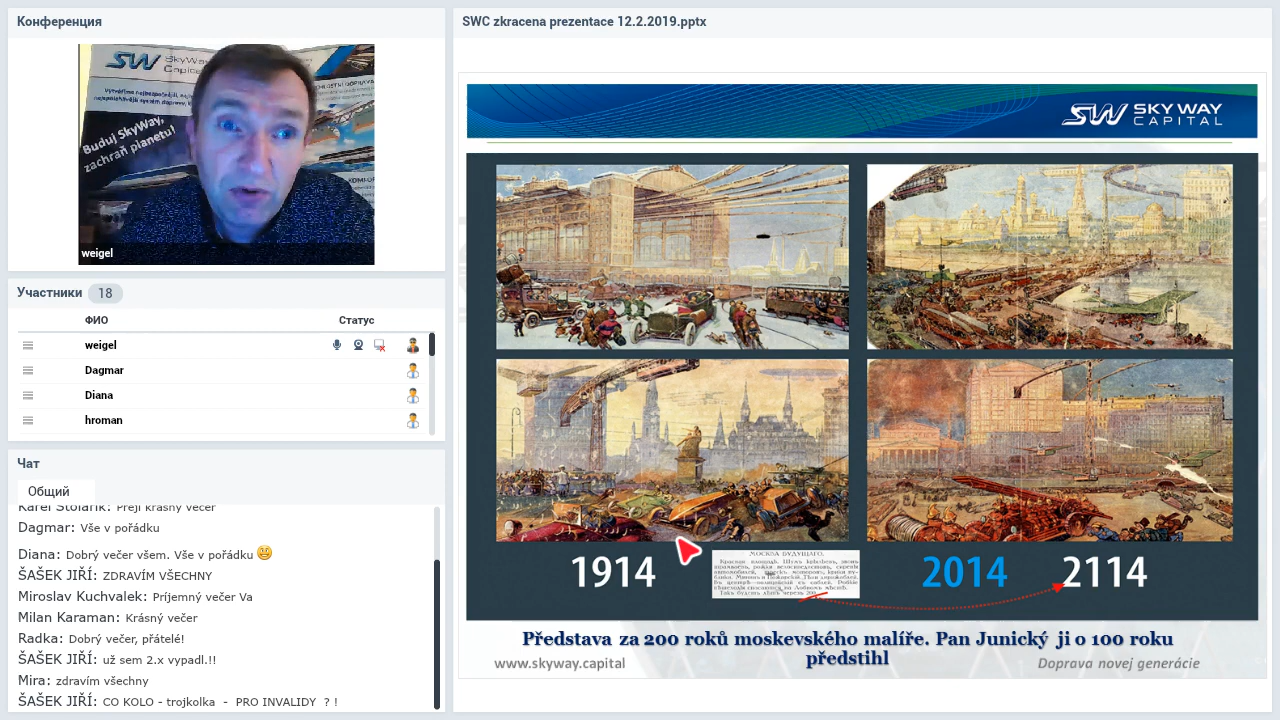 Конференция
SW SkyWay
Capital
Buduj SkyWay,
zachraň planetu!
weigel
Участники 18
ФИО Статус
weigel
Dagmar
Diana
hroman
Чат
Общий
Karel Stolařík: Přeji krásný večer
Dagmar: Vše v pořádku
Diana: Dobrý večer všem. Vše v pořádku
ŠAŠEK JIŘÍ: ZDRAVÍM VŠECHNY
Miroslav Kuchyňka: Příjemný večer Va
Milan Karaman: Krásný večer
Radka: Dobrý večer, přátelé!
ŠAŠEK JIŘÍ: už sem 2.x vypadl.!!
Mira: zdravím všechny
ŠAŠEK JIŘÍ: CO KOLO - trojkolka - PRO INVALIDY ? !
SWC zkracena prezentace 12.2.2019.pptx
SW SKY WAY
CAPITAL
МОСКВА БУДУЩАГО.
1914
2014 2114
Představa za 200 roků moskevského malíře. Pan Junický ji o 100 roku
předstihl
www.skyway.capital
Doprava novej generácie